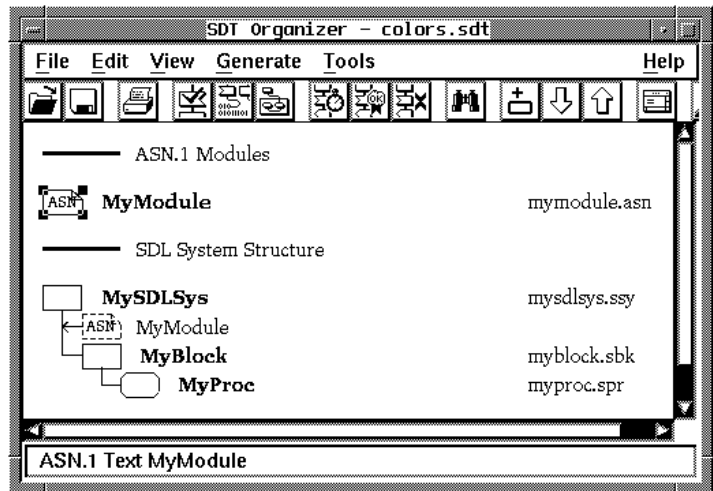 SDT Organizer – colors.sdt
File Edit View Generate Tools Help
OK
ASN.1 Modules
ASN MyModule mymodule.asn
SDL System Structure
MySDLSys mysdlsys.ssy
ASN MyModule
MyBlock myblock.sbk
MyProc myproc.spr
ASN.1 Text MyModule